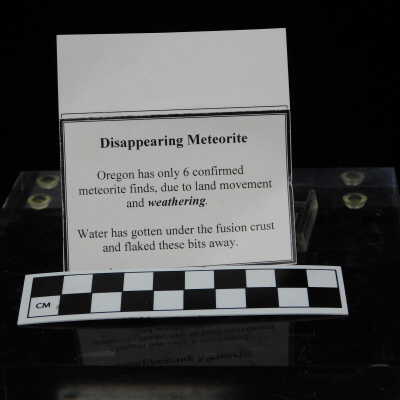 Disappearing Meteorite
Oregon has only 6 confirmed
meteorite finds, due to land movement
and weathering.
Water has gotten under the fusion crust
and flaked these bits away.
CM